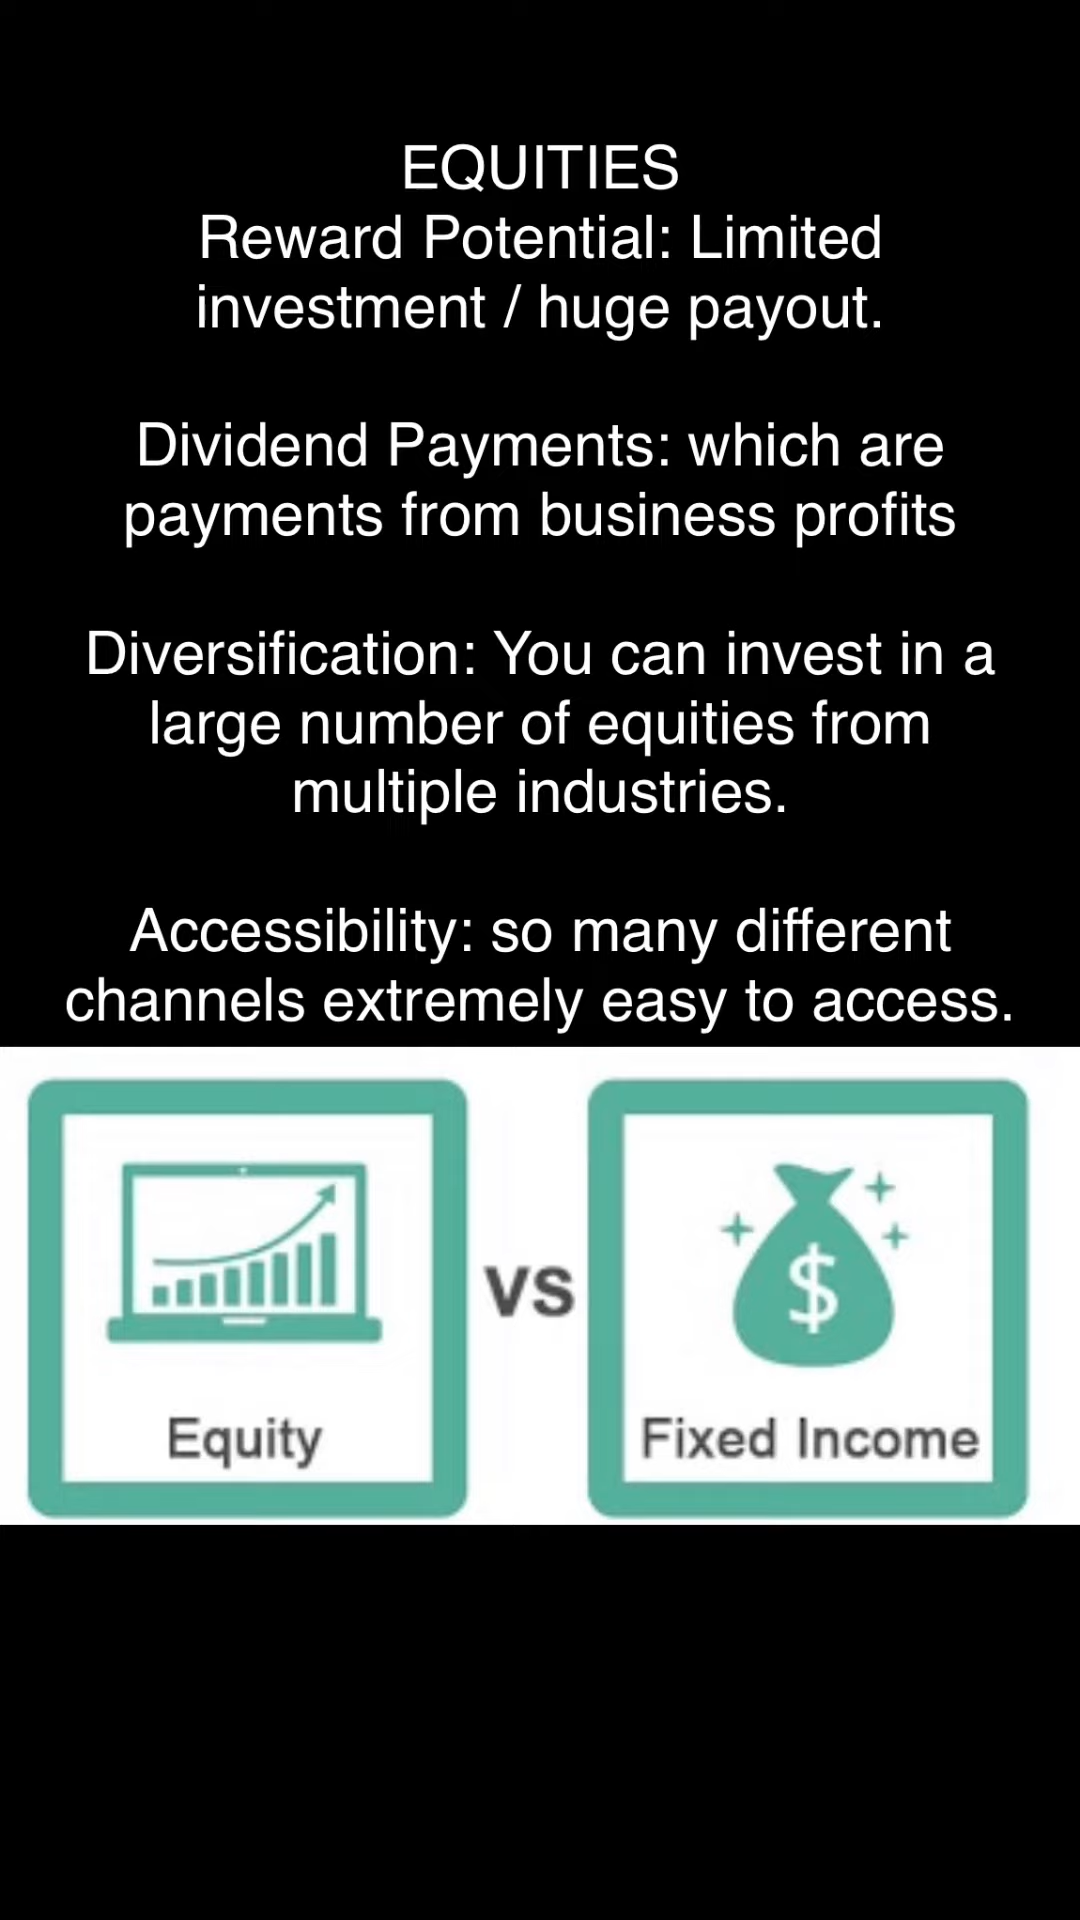 EQUITIES
Reward Potential: Limited
investment / huge payout.
Dividend Payments: which are
payments from business profits
Diversification: You can invest in a
large number of equities from
multiple industries.
Accessibility: so many different
channels extremely easy to access.
$
VS
Equity
Fixed Income